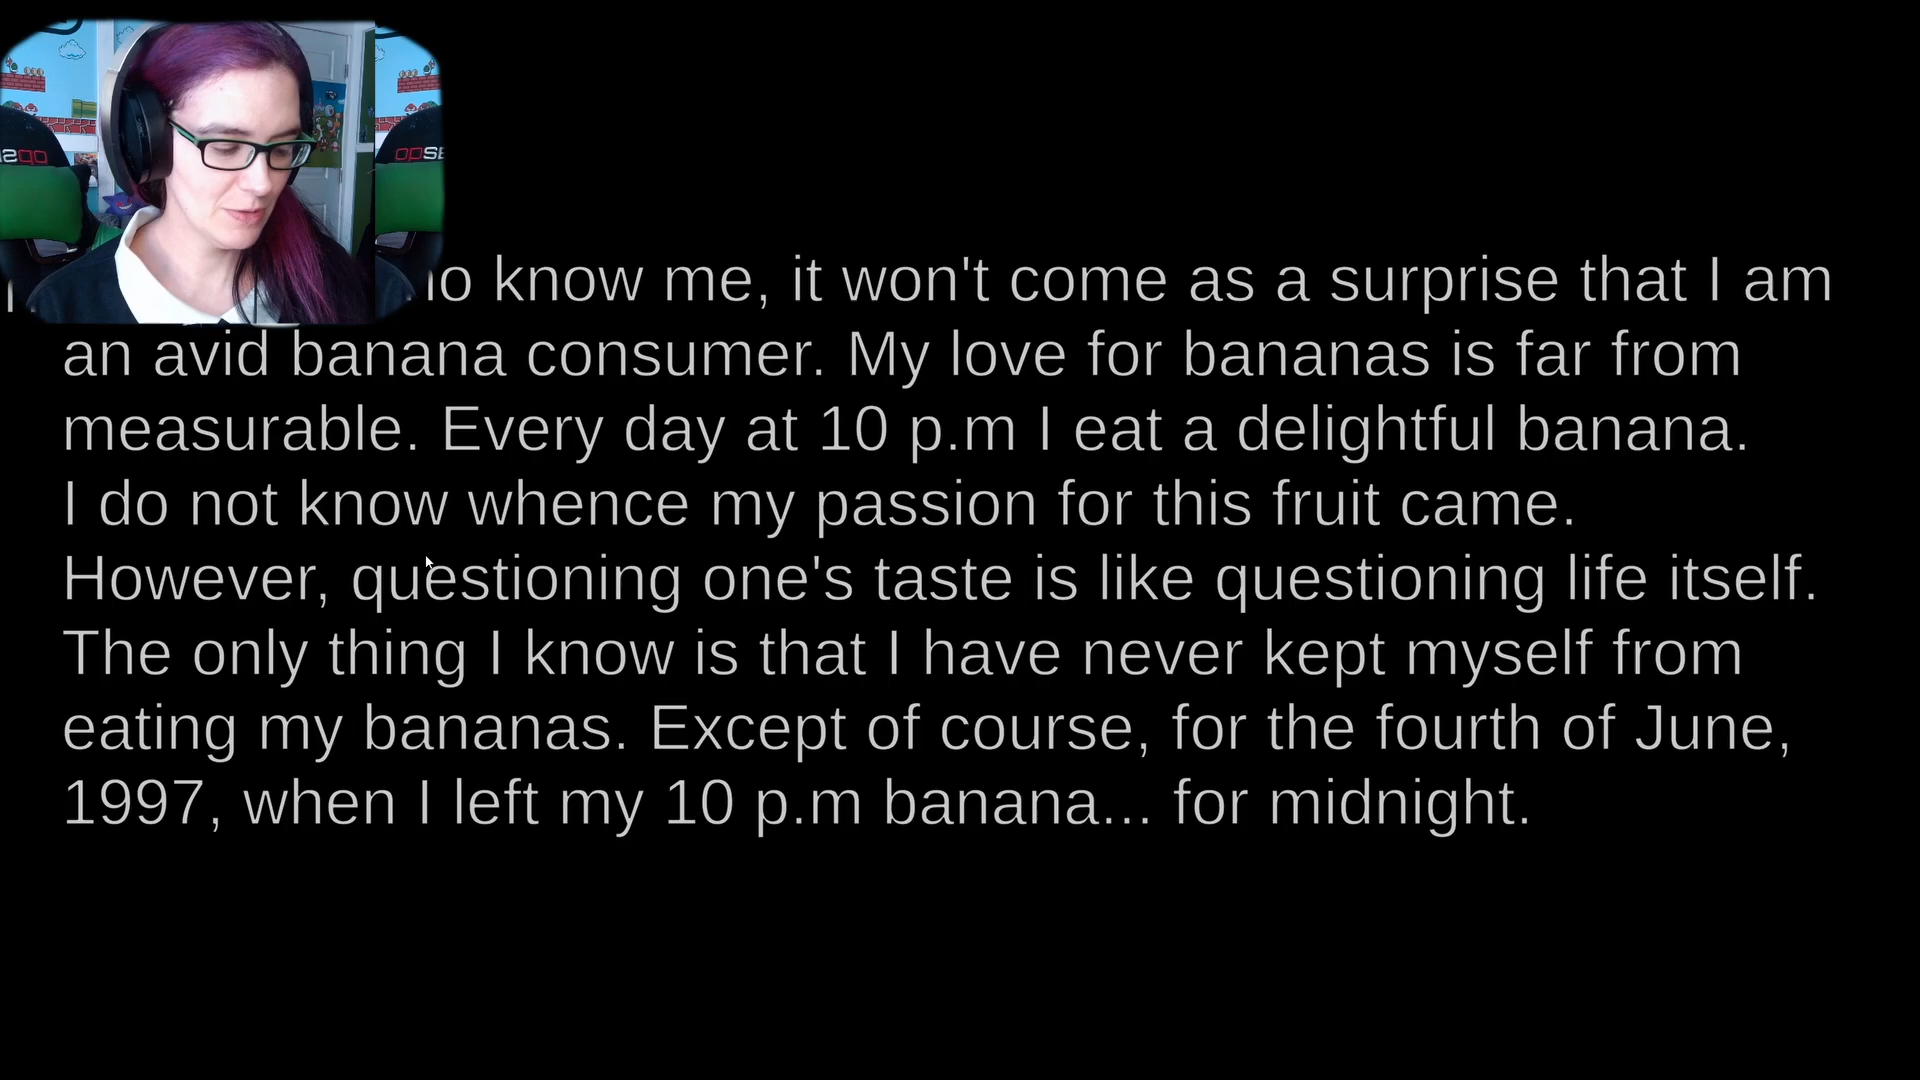 know me, it won't come as a surprise that I am
an avid banana consumer. My love for bananas is far from
measurable. Every day at 10 p.m I eat a delightful banana.
I do not know whence my passion for this fruit came.
However, questioning one's taste is like questioning life itself.
The only thing I know is that I have never kept myself from
eating my bananas. Except of course, for the fourth of June,
1997, when I left my 10 p.m banana... for midnight.